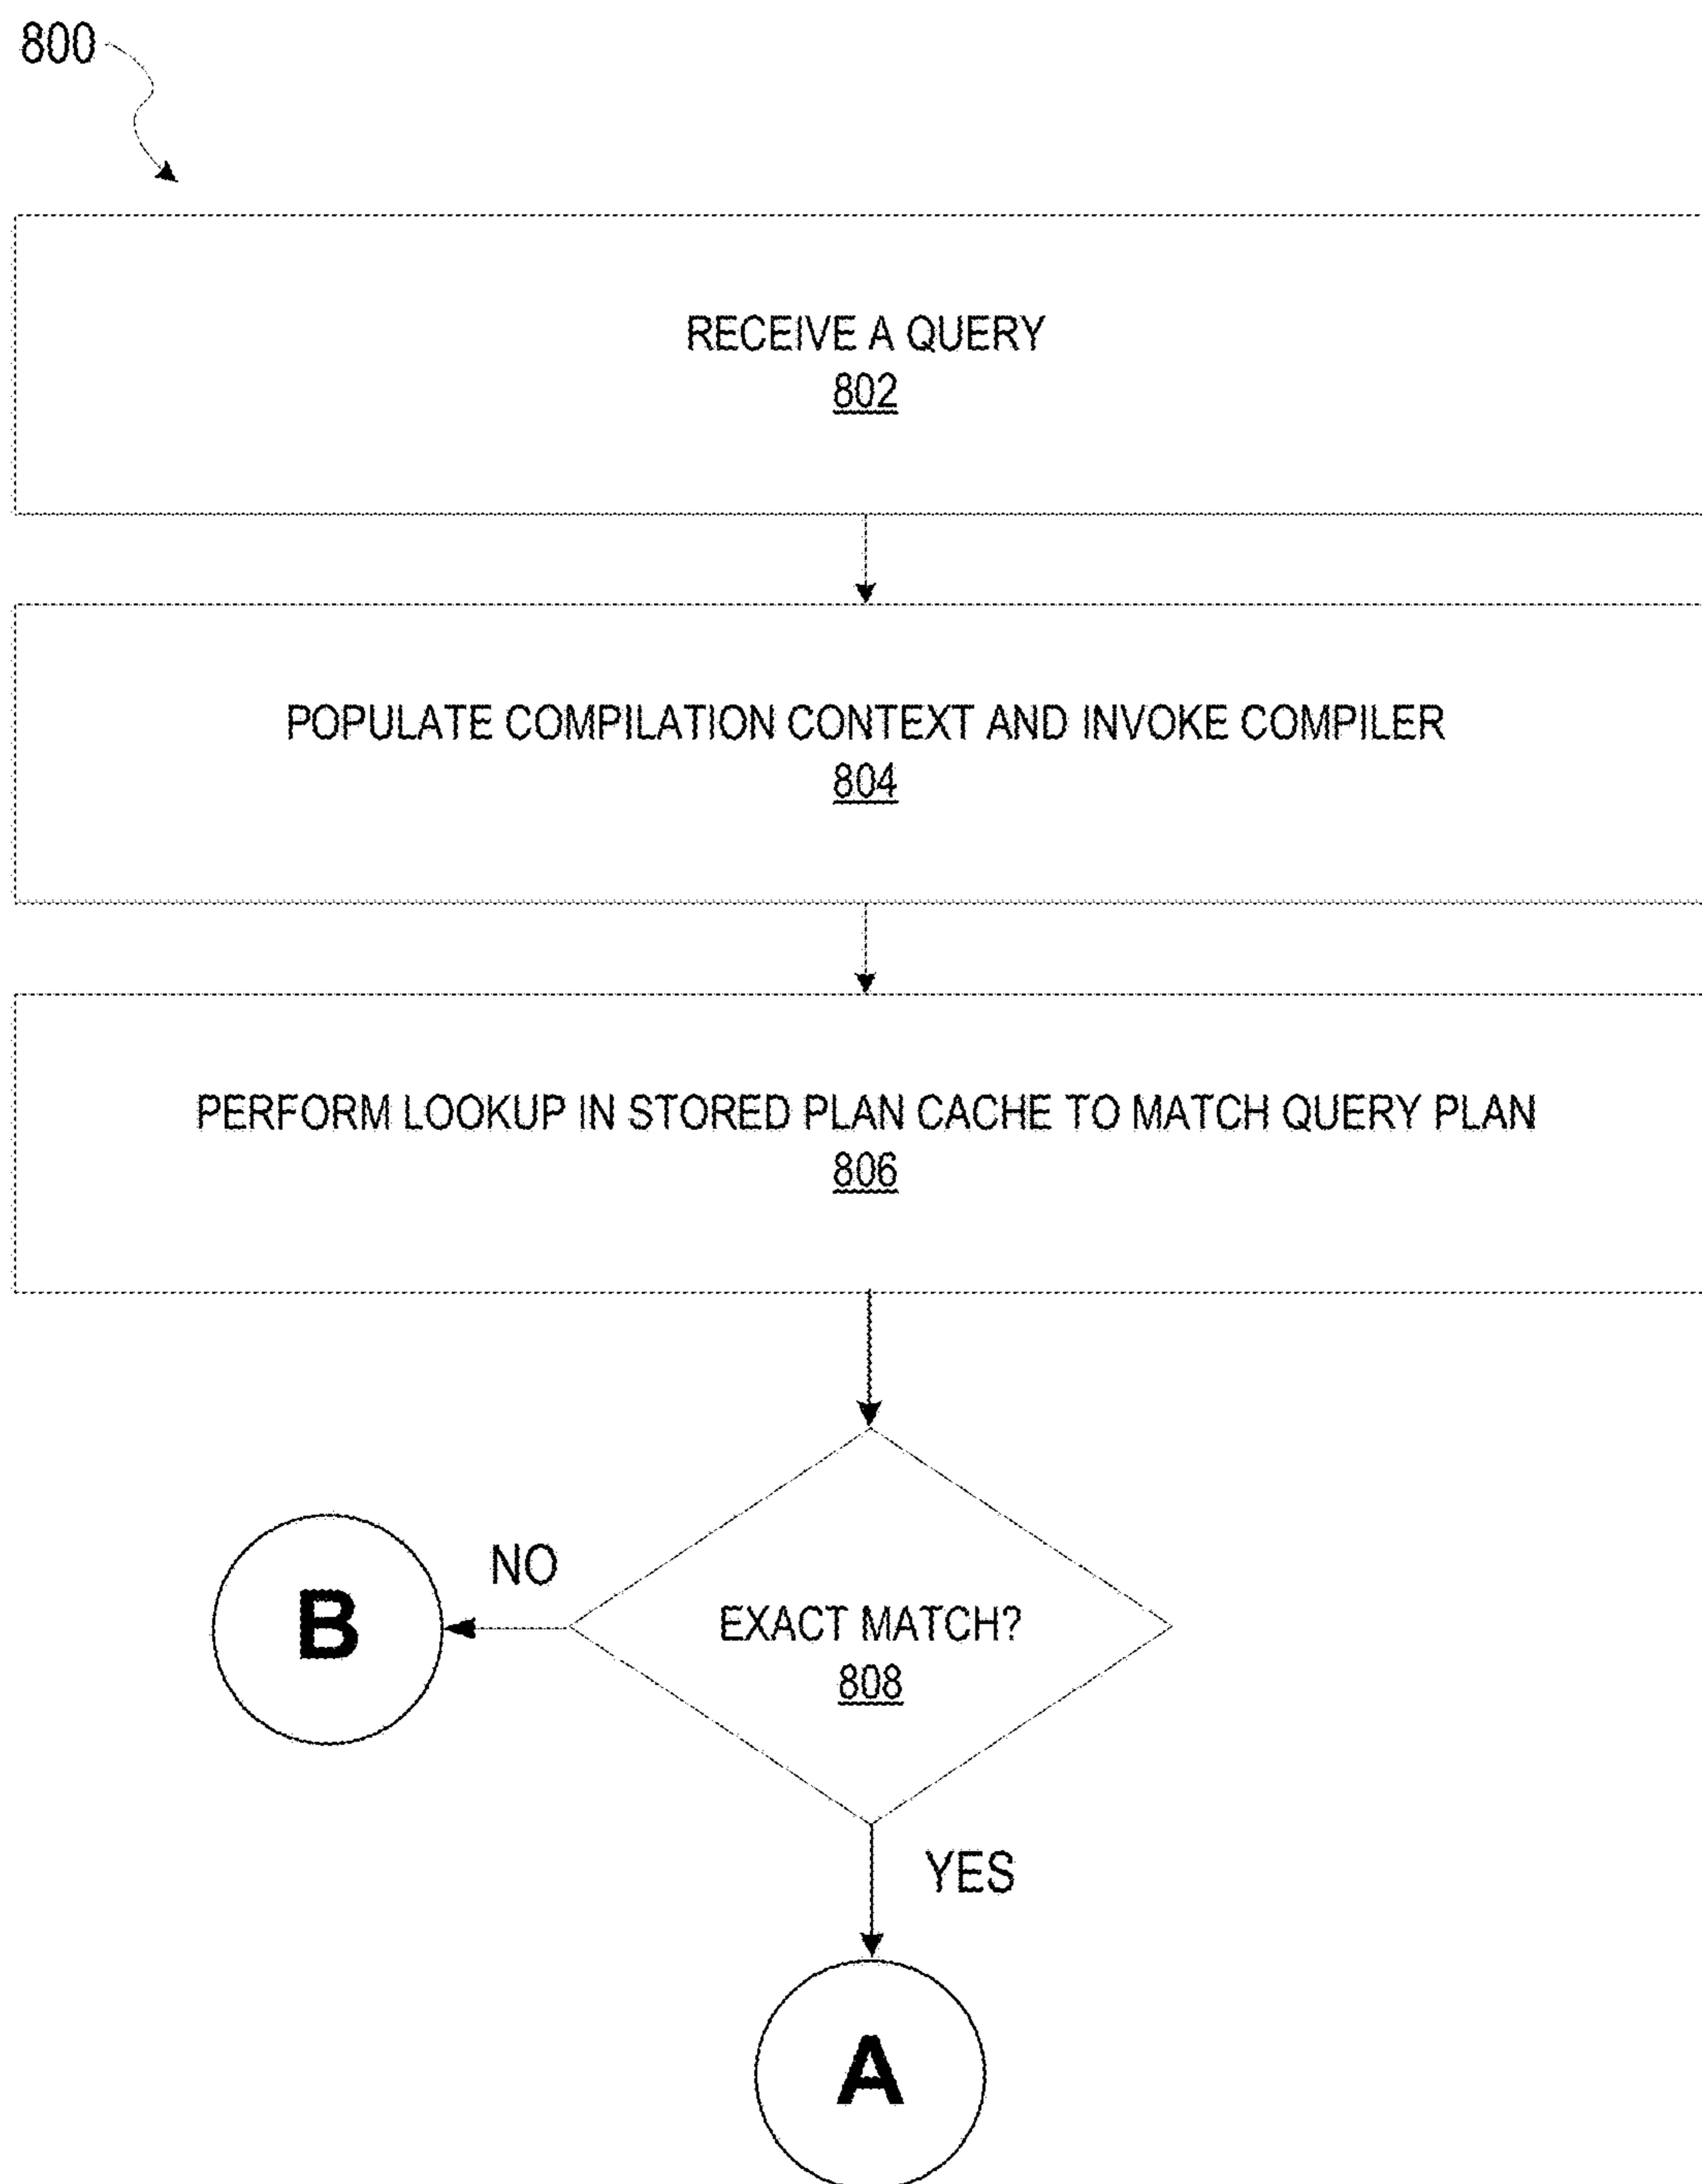 800
RECEIVE A QUERY
802
POPULATE COMPILATION CONTEXT AND INVOKE COMPILER
804
PERFORM LOOKUP IN STORED PLAN CACHE TO MATCH QUERY PLAN
806
NO
B
EXACT MATCH?
808
YES
A